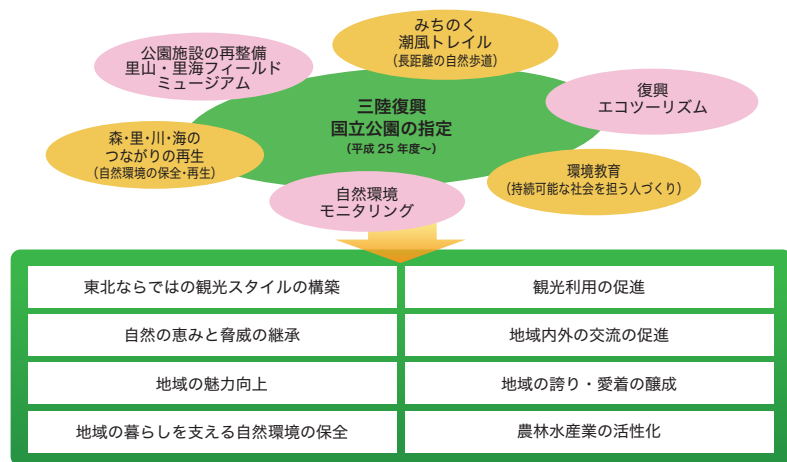 みちのく
潮風トレイル
(長距離の自然歩道)
公園施設の再整備
里山・里海フィールド
ミュージアム
復興
エコツーリズム
三陸復興
国立公園の指定
(平成 25 年度〜)
森・里・川・海の
つながりの再生
(自然環境の保全・再生)
環境教育
(持続可能な社会を担う人づくり)
自然環境
モニタリング
東北ならではの観光スタイルの構築
観光利用の促進
自然の恵みと脅威の継承
地域内外の交流の促進
地域の魅力向上
地域の誇り・愛着の醸成
地域の暮らしを支える自然環境の保全
農林水産業の活性化